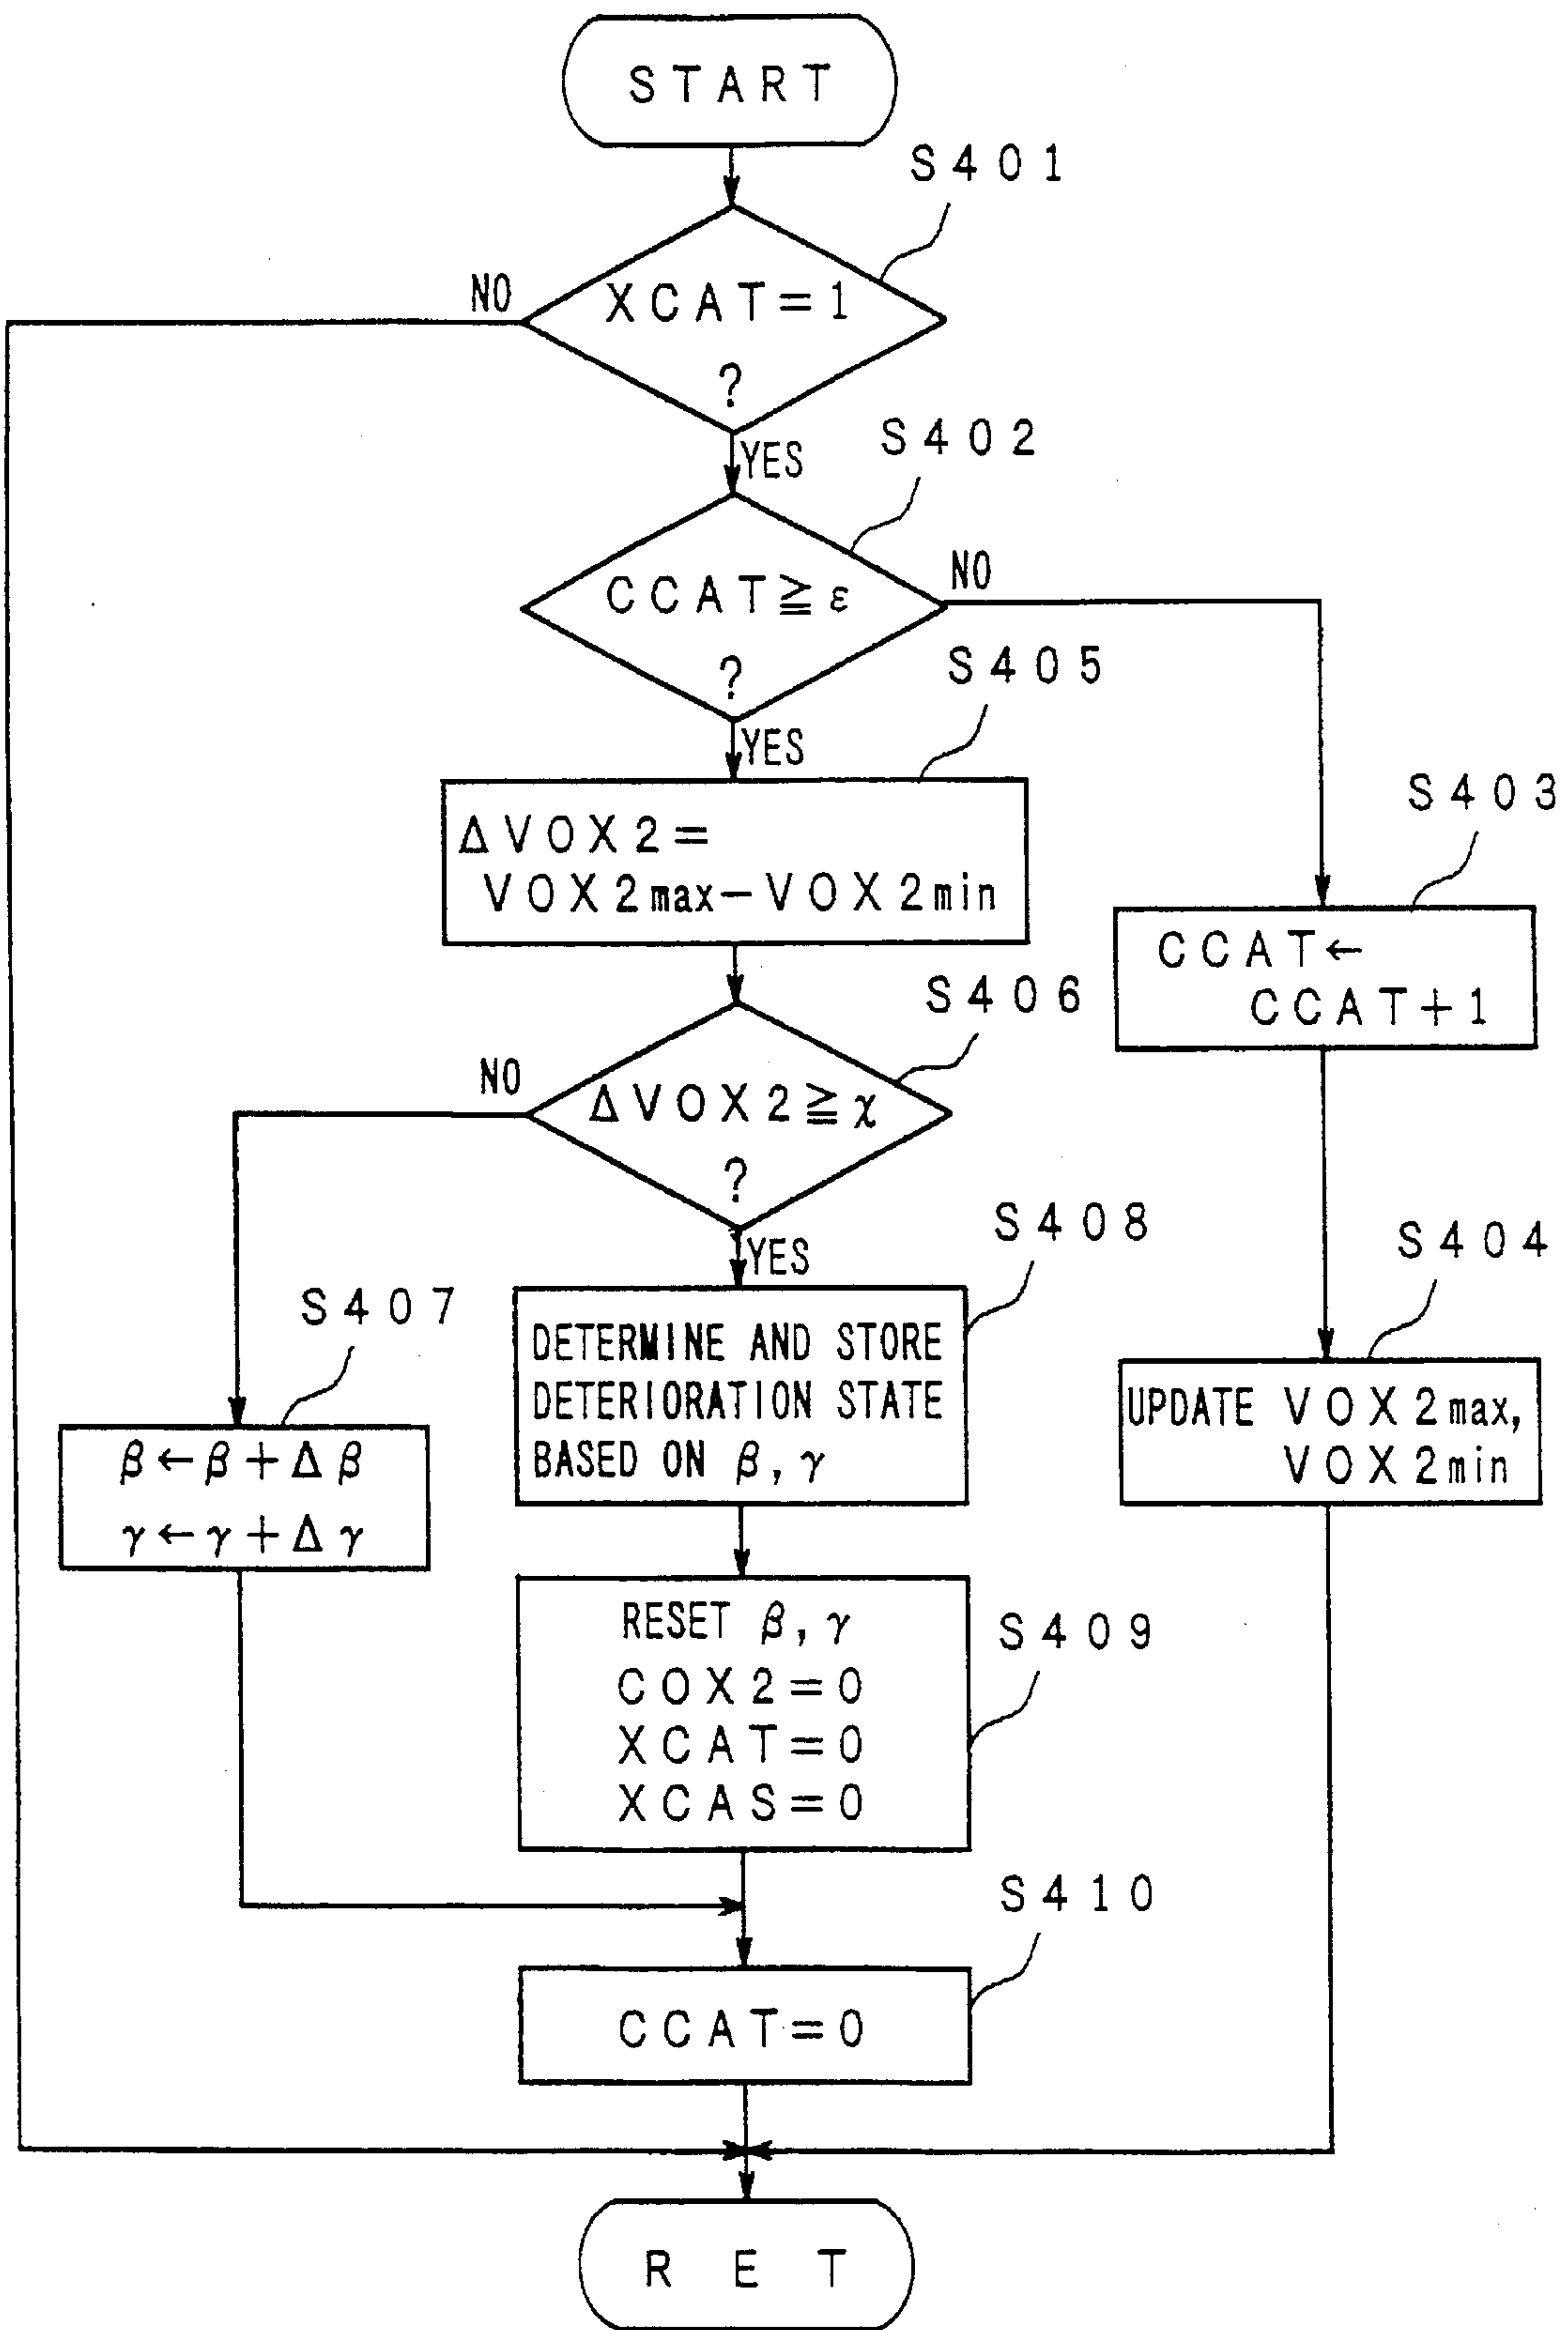 START
S401
NO
XCAT=1
?
YES
S402
NO
CCAT≧ε
?
YES
S405
ΔVOX2=
VOX2max−VOX2min
S403
CCAT←
CCAT+1
S406
NO
ΔVOX2≧χ
?
YES
S408
S404
S407
DETERMINE AND STORE
DETERIORATION STATE
BASED ON β, γ
UPDATE VOX2max,
VOX2min
β←β+Δβ
γ←γ+Δγ
S409
RESET β, γ
COX2=0
XCAT=0
XCAS=0
S410
CCAT=0
RET